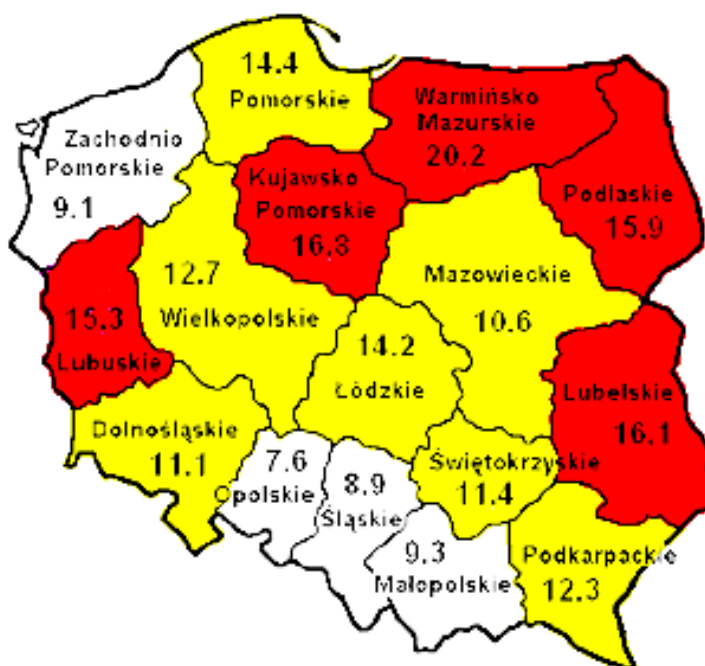 14.4
Pomorskie
Warmińsko
Mazurskie
20.2
Zachodnio
Pomorskie
9.1
Kujawsko
Pomorskie
16.8
Podlaskie
15.9
12.7
Wielkopolskie
Mazowieckie
10.6
15.3
Lubuskie
14.2
Łódzkie
Lubelskie
16.1
Dolnośląskie
11.1
7.6
Opolskie
8.9
Śląskie
Świętokrzyskie
11.4
9.3
Małopolskie
Podkarpackie
12.3